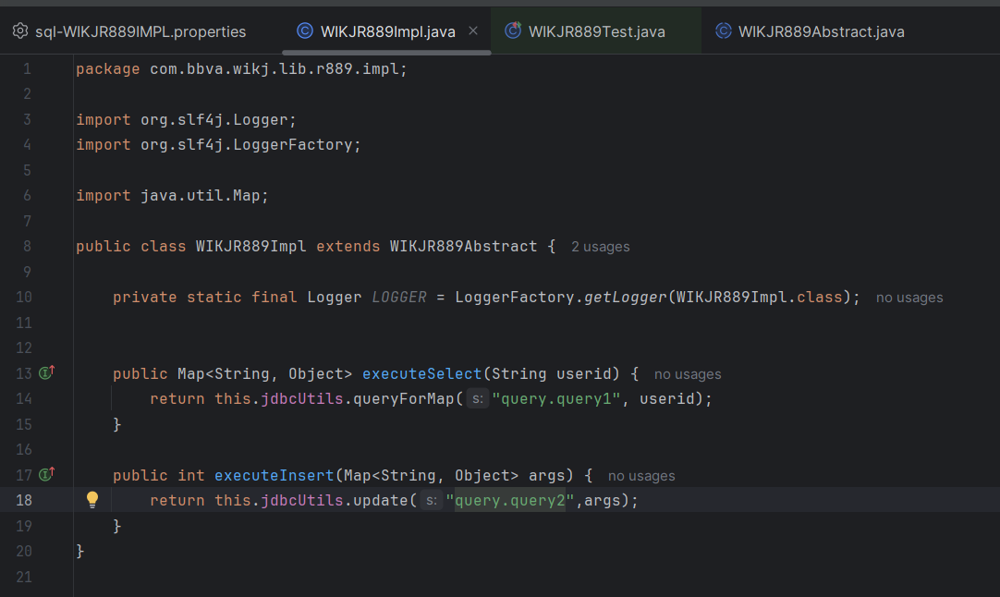 sql-WIKJR889IMPL.properties WIKJR889Impl.java WIKJR889Test.java WIKJR889Abstract.java
1 package com.bbva.wikj.lib.r889.impl;
2
3 import org.slf4j.Logger;
4 import org.slf4j.LoggerFactory;
5
6 import java.util.Map;
7
8 public class WIKJR889Impl extends WIKJR889Abstract { 2 usages
9
10 private static final Logger LOGGER = LoggerFactory.getLogger(WIKJR889Impl.class); no usages
11
12
13 public Map<String, Object> executeSelect(String userid) { no usages
14 return this.jdbcUtils.queryForMap( s: "query.query1", userid);
15 }
16
17 public int executeInsert(Map<String, Object> args) { no usages
18 return this.jdbcUtils.update( s: "query.query2",args);
19 }
20 }
21